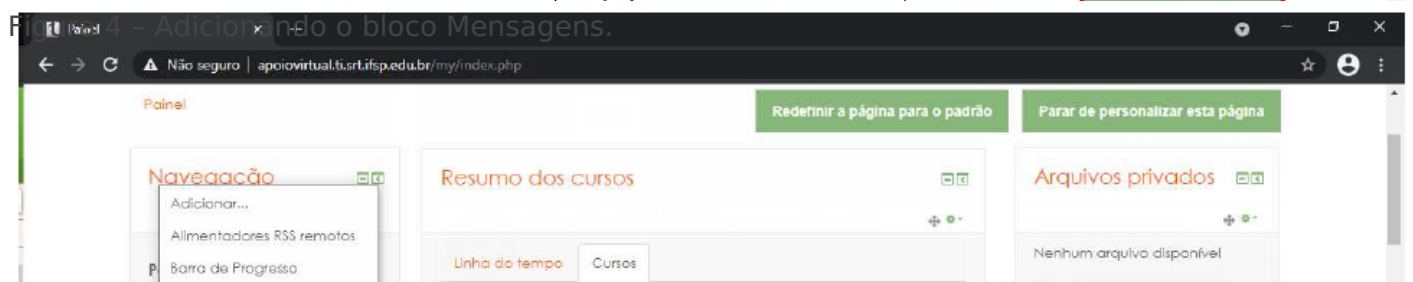 Figura 4 – Adicionando o bloco Mensagens.
Painel
Não seguro | apoiovirtual.ti.srt.ifsp.edu.br/my/index.php
Painel
Redefinir a página para o padrão
Parar de personalizar esta página
Navegação
Resumo dos cursos
Arquivos privados
Adicionar...
Alimentadores RSS remotos
Barra de Progresso
Linha do tempo
Cursos
Nenhum arquivo disponível